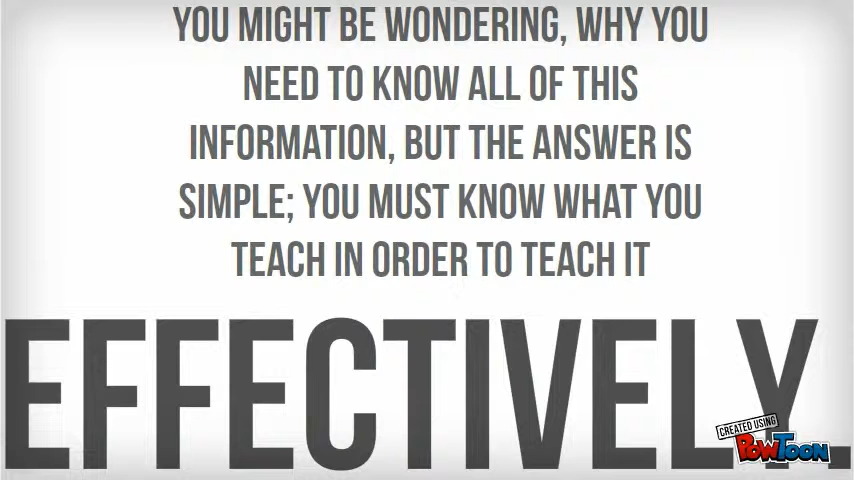 YOU MIGHT BE WONDERING, WHY YOU
NEED TO KNOW ALL OF THIS
INFORMATION, BUT THE ANSWER IS
SIMPLE; YOU MUST KNOW WHAT YOU
TEACH IN ORDER TO TEACH IT
EFFECTIVELY.
CREATED USING
POWTOON